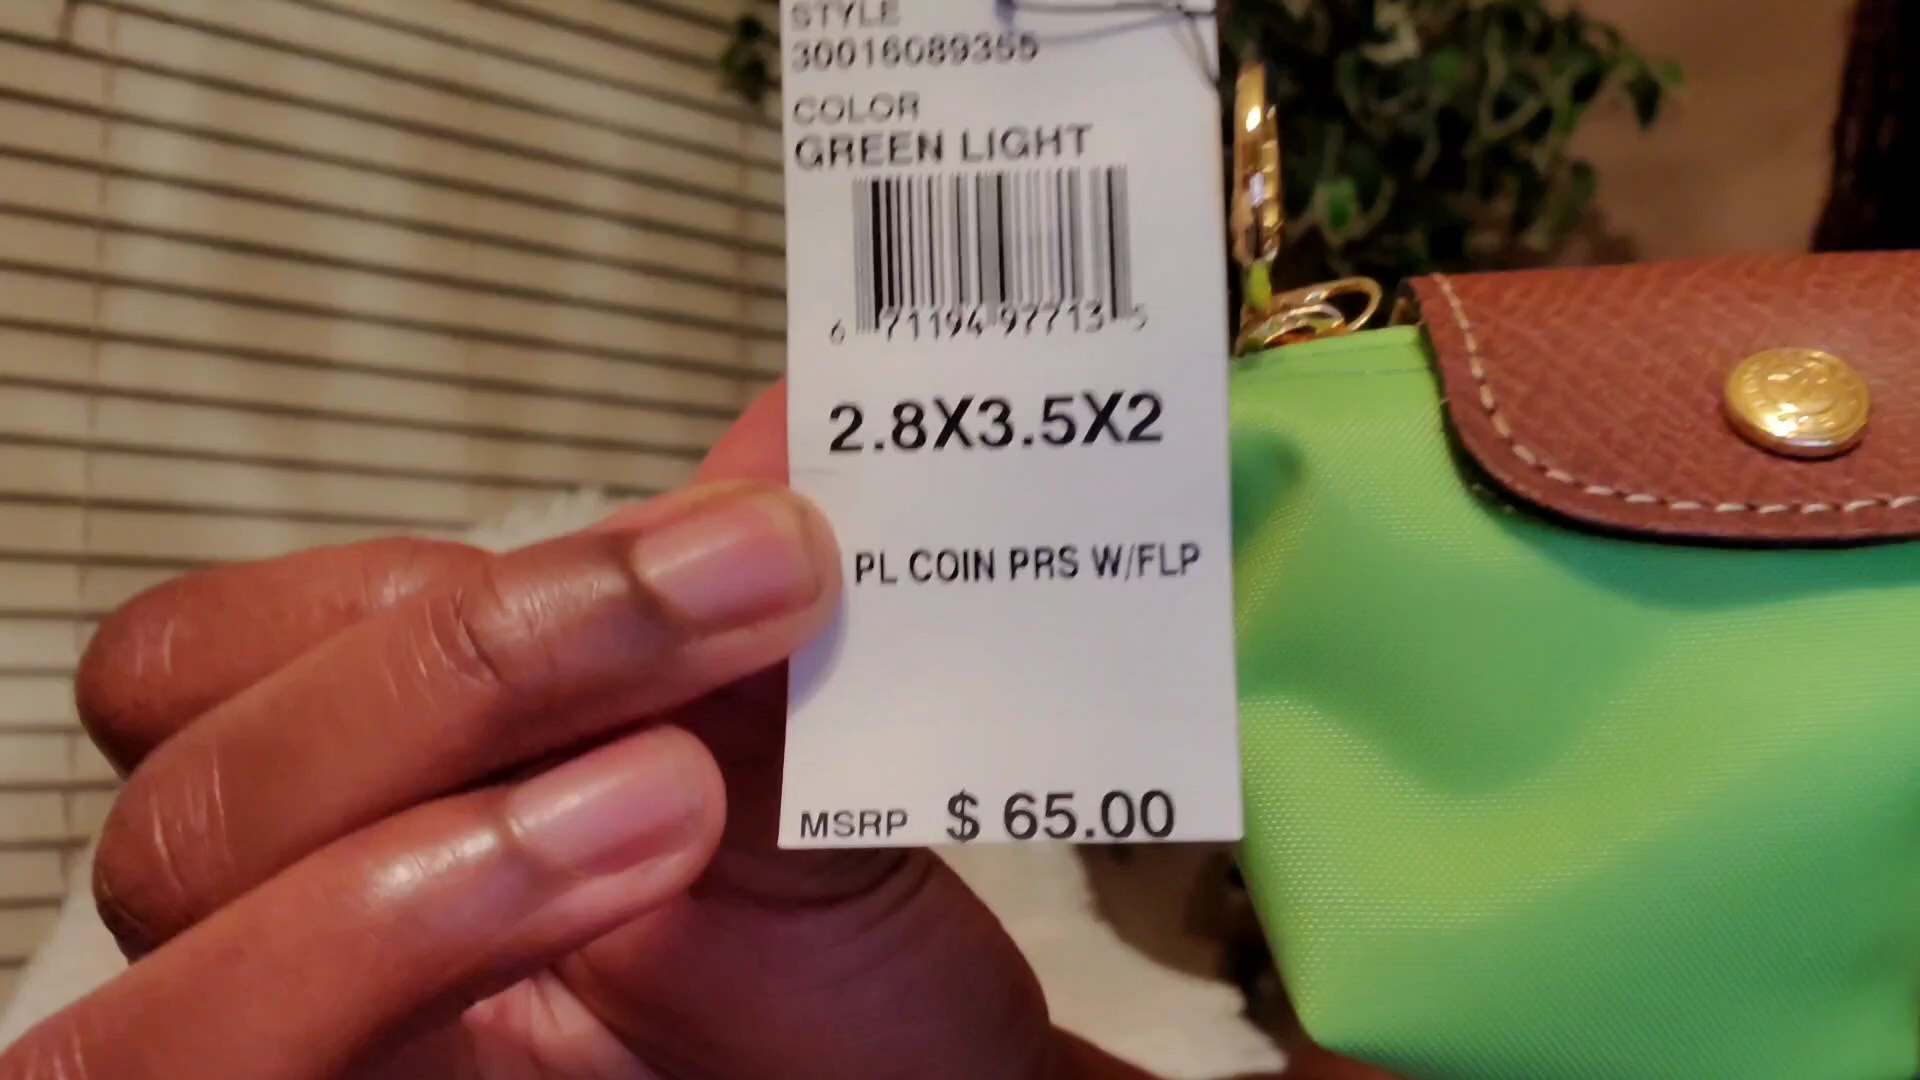 STYLE
30016089355
COLOR
GREEN LIGHT
6 71194 97713 5
2.8X3.5X2
PL COIN PRS W/FLP
MSRP $ 65.00